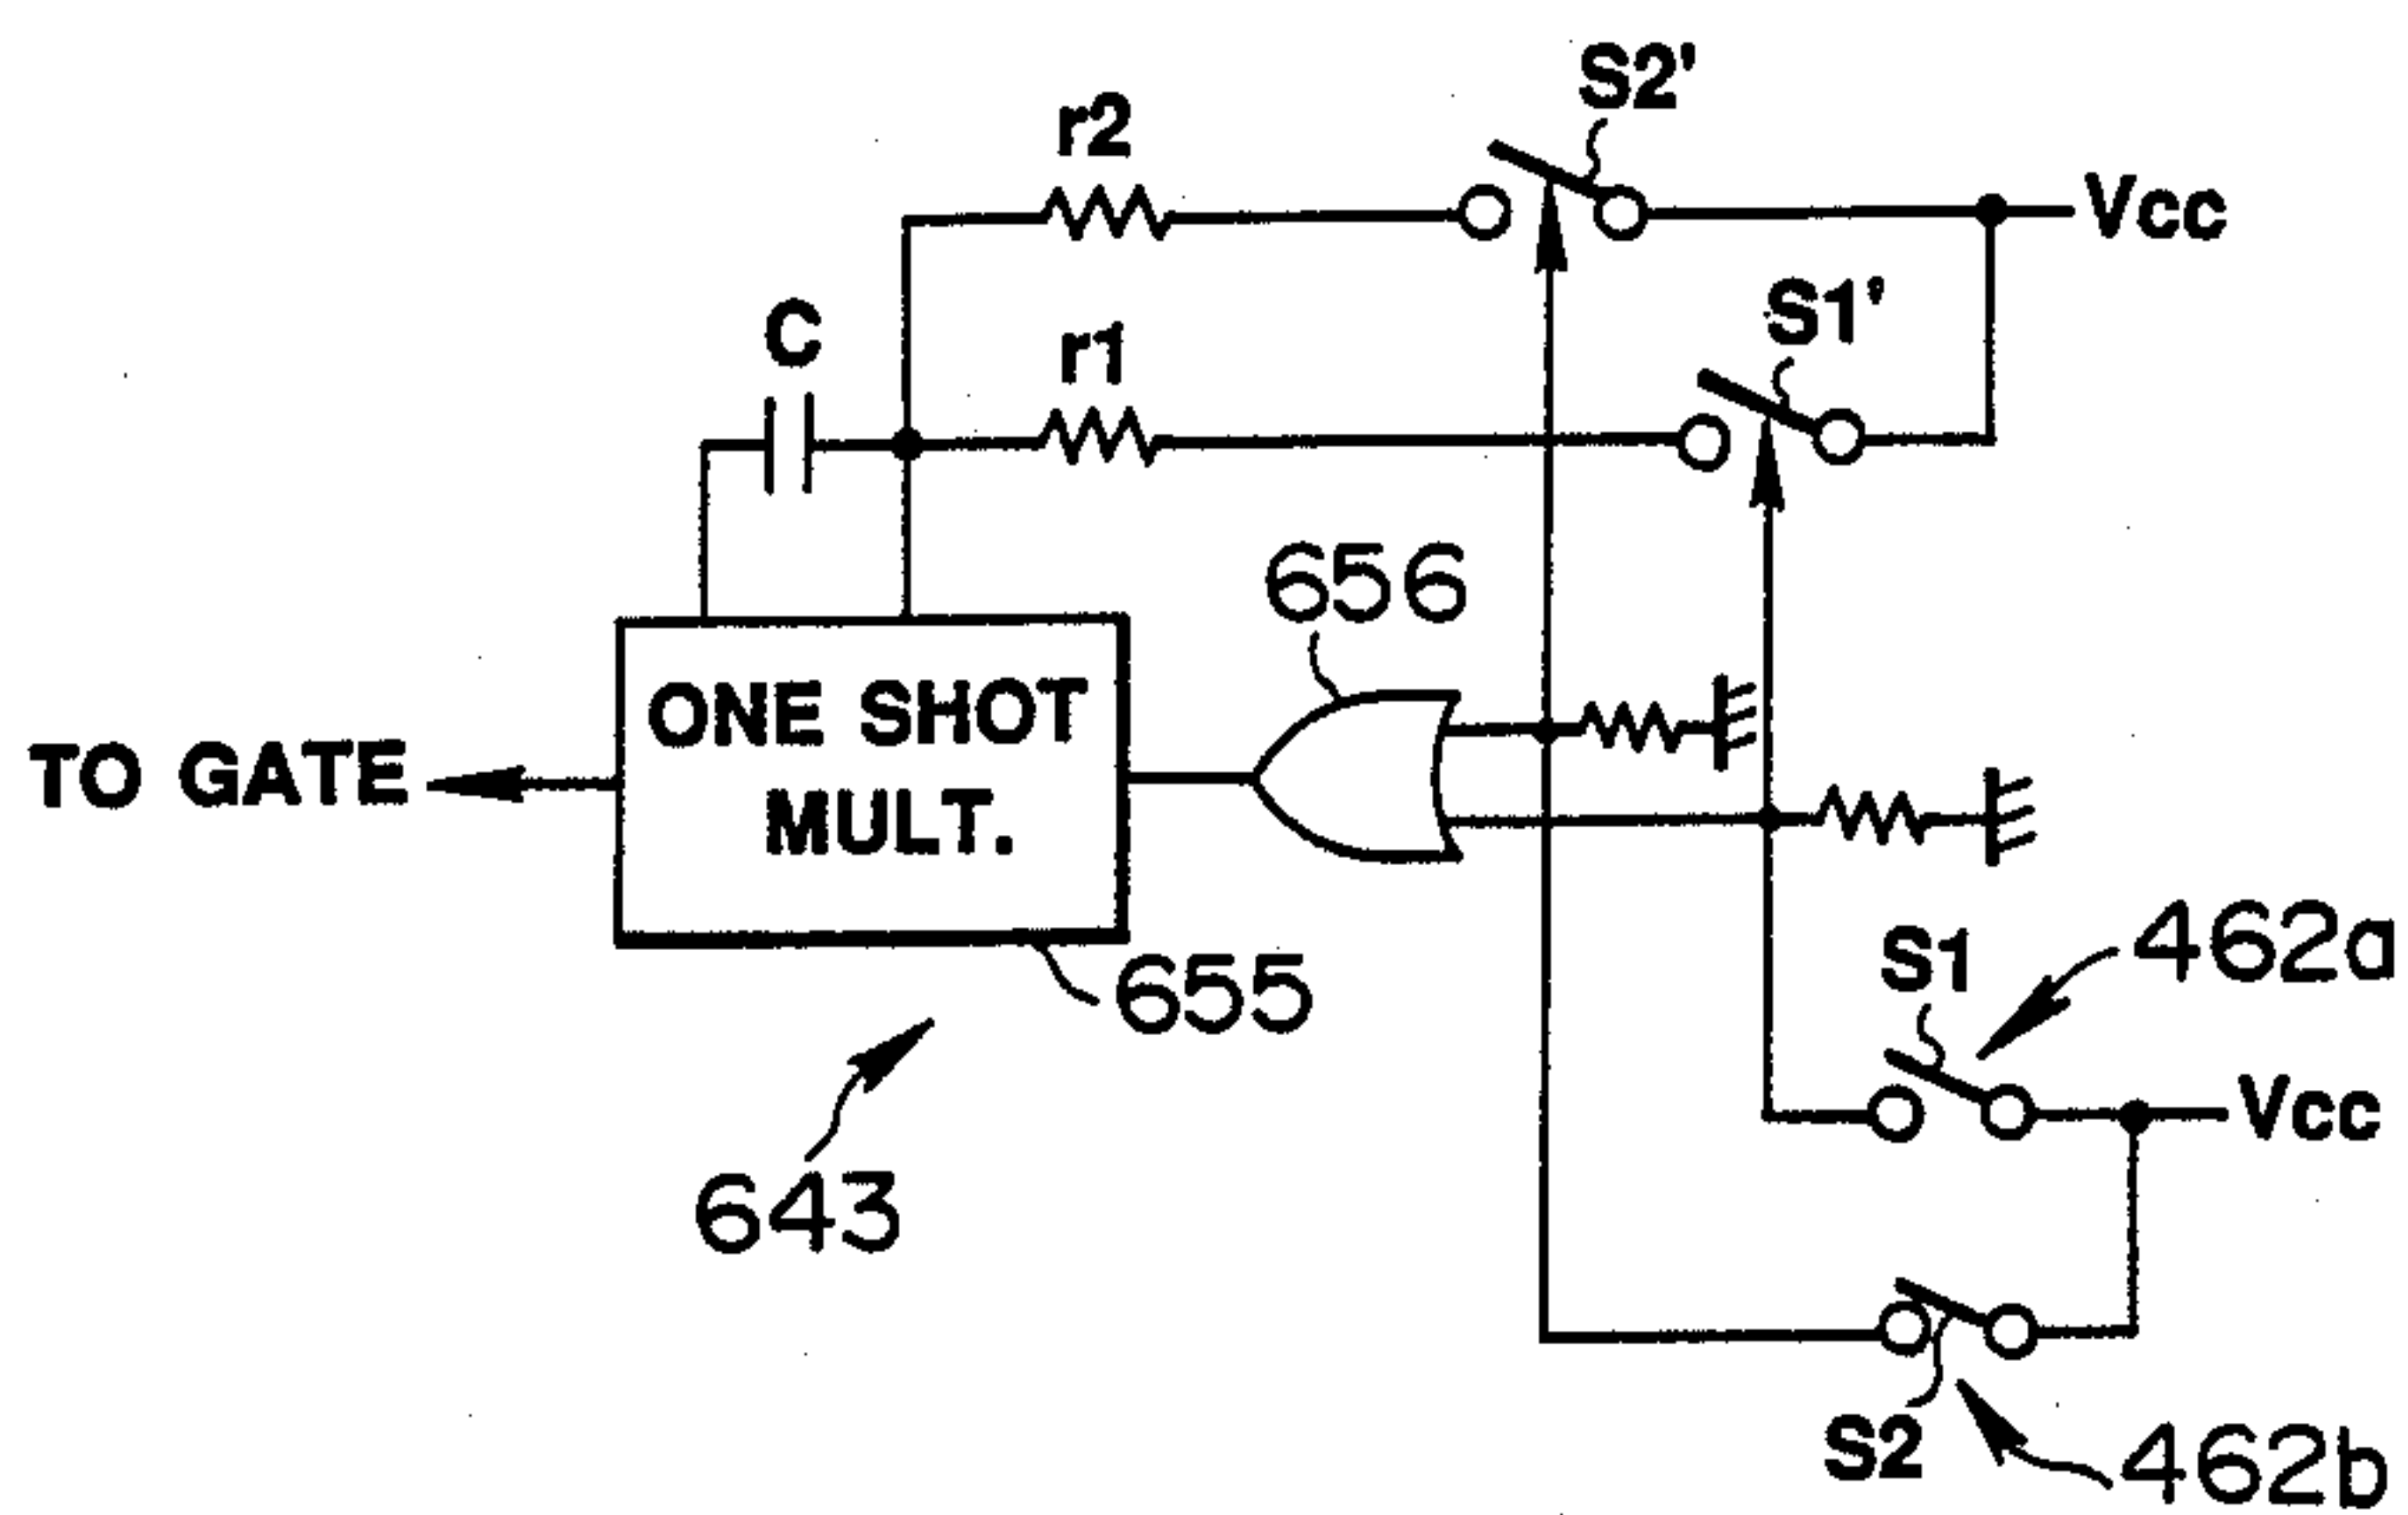 S2'
r2
Vcc
S1'
C
r1
656
ONE SHOT
MULT.
TO GATE
S1
462a
655
Vcc
643
S2
462b